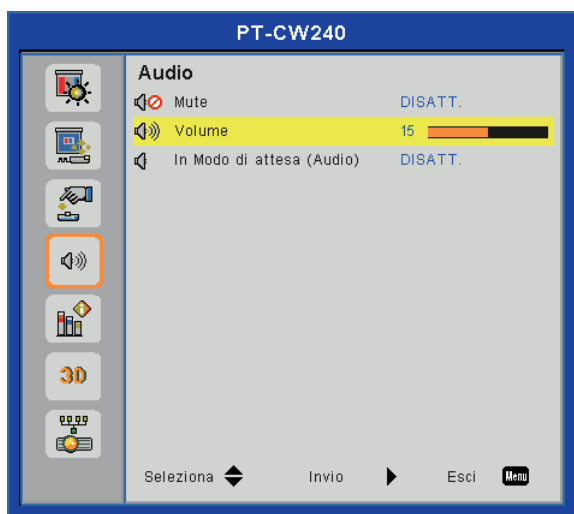 PT-CW240
Audio
Mute DISATT.
Volume 15
In Modo di attesa (Audio) DISATT.
3D
Seleziona Invio Esci Menu